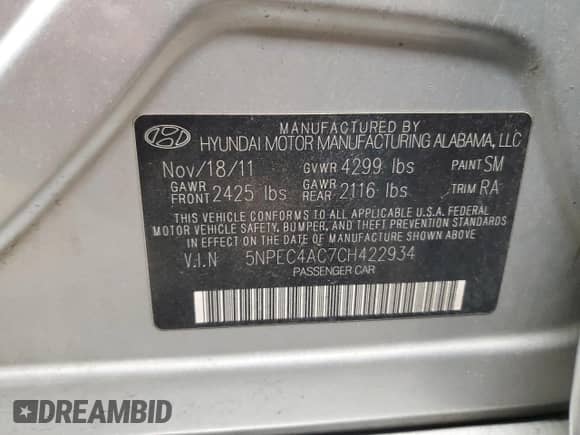 MANUFACTURED BY
HYUNDAI MOTOR MANUFACTURING ALABAMA, LLC
Nov/18/11 GVWR 4299 lbs PAINT SM
GAWR FRONT 2425 lbs GAWR REAR 2116 lbs TRIM RA
THIS VEHICLE CONFORMS TO ALL APPLICABLE U.S.A. FEDERAL
MOTOR VEHICLE SAFETY, BUMPER, AND THEFT PREVENTION STANDARDS
IN EFFECT ON THE DATE OF MANUFACTURE SHOWN ABOVE.
V.I.N 5NPEC4AC7CH422934
PASSENGER CAR
DREAMBID